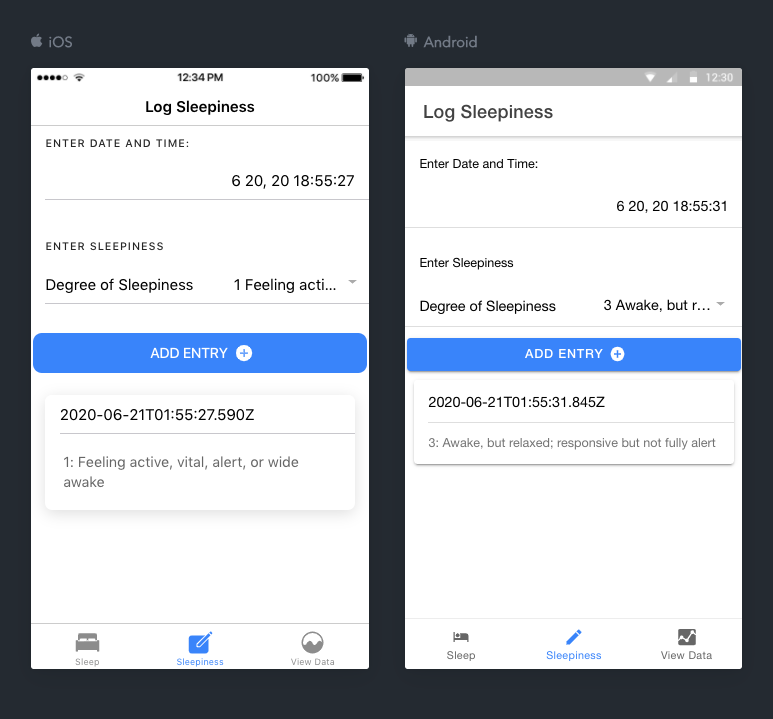 iOS
12:34 PM
100%
Log Sleepiness
ENTER DATE AND TIME:
6 20, 20 18:55:27
ENTER SLEEPINESS
Degree of Sleepiness 1 Feeling acti...
ADD ENTRY
2020-06-21T01:55:27.590Z
1: Feeling active, vital, alert, or wide
awake
Sleep Sleepiness View Data
Android
12:30
Log Sleepiness
Enter Date and Time:
6 20, 20 18:55:31
Enter Sleepiness
Degree of Sleepiness 3 Awake, but r...
ADD ENTRY
2020-06-21T01:55:31.845Z
3: Awake, but relaxed; responsive but not fully alert
Sleep Sleepiness View Data